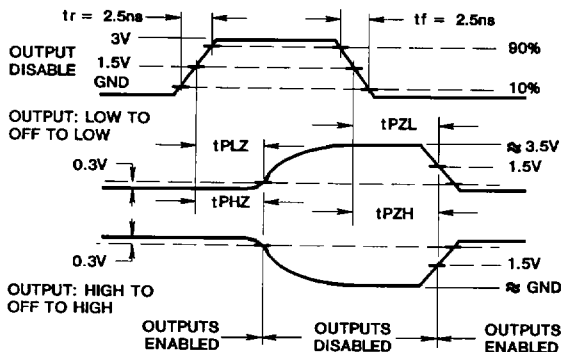 tr = 2.5ns
tf = 2.5ns
3V
OUTPUT
DISABLE
1.5V
GND
90%
10%
OUTPUT: LOW TO
OFF TO LOW
tPLZ
tPZL
≈ 3.5V
1.5V
0.3V
tPHZ
tPZH
0.3V
1.5V
OUTPUT: HIGH TO
OFF TO HIGH
≈ GND
OUTPUTS
ENABLED
OUTPUTS
DISABLED
OUTPUTS
ENABLED